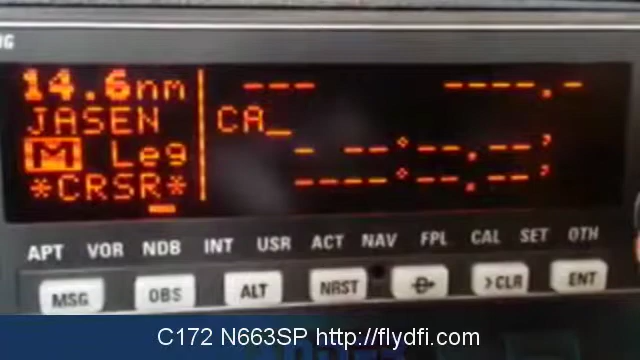 14.6nm --- ----.-
JASEN CA_
M Leg - --°--.--'
*CRSR* ----°--.--'
APT VOR NDB INT USR ACT NAV FPL CAL SET OTH
MSG OBS ALT NRST D >CLR ENT
C172 N663SP http://flydfi.com